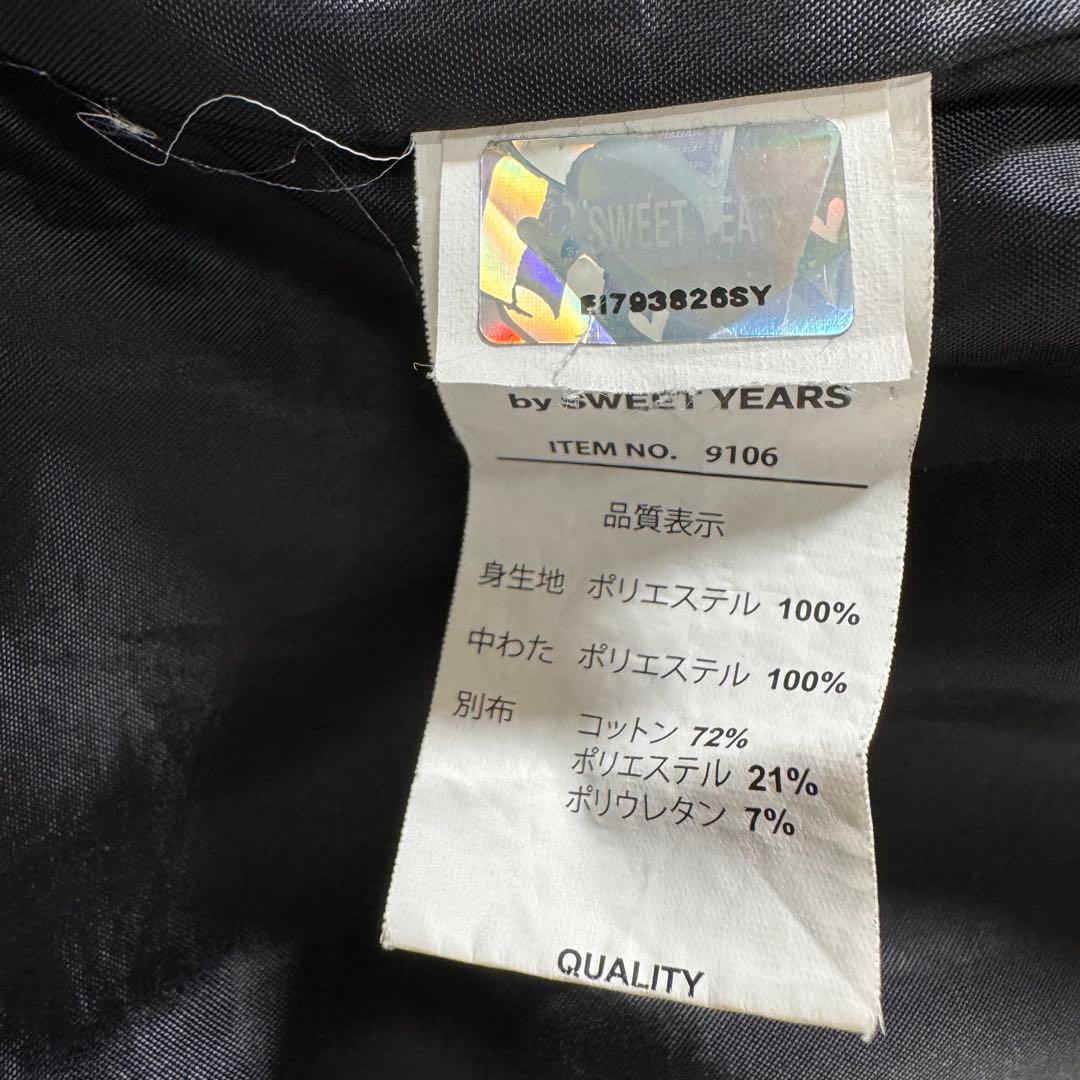 SWEET YEA
EI793826SY
by SWEET YEARS
ITEM NO. 9106
品質表示
身生地 ポリエステル 100%
中わた ポリエステル 100%
別布 コットン 72%
ポリエステル 21%
ポリウレタン 7%
QUALITY